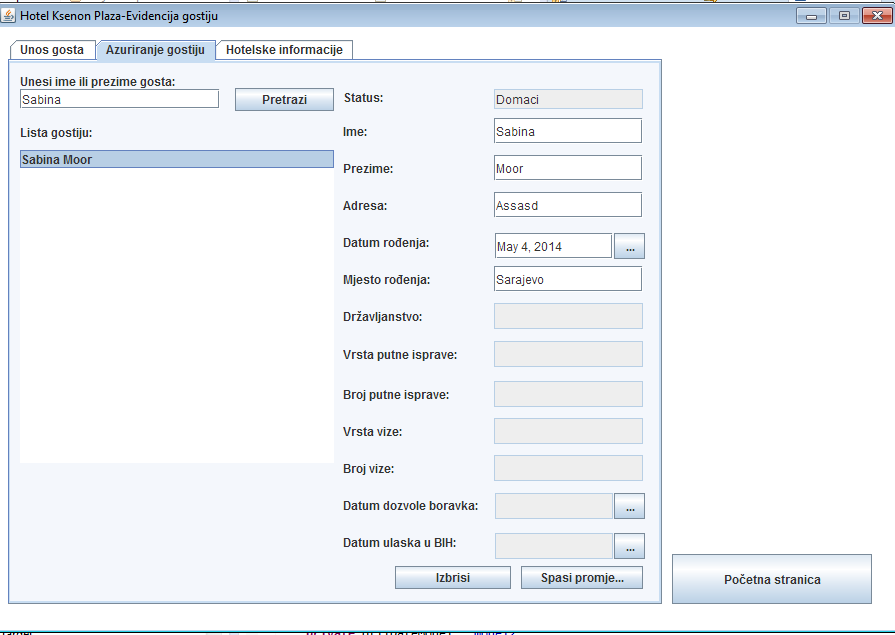 Hotel Ksenon Plaza-Evidencija gostiju
Unos gosta
Azuriranje gostiju
Hotelske informacije
Unesi ime ili prezime gosta:
Sabina
Pretrazi
Lista gostiju:
Sabina Moor
Status:
Domaci
Ime:
Sabina
Prezime:
Moor
Adresa:
Assasd
Datum rođenja:
May 4, 2014
...
Mjesto rođenja:
Sarajevo
Državljanstvo:
Vrsta putne isprave:
Broj putne isprave:
Vrsta vize:
Broj vize:
Datum dozvole boravka:
...
Datum ulaska u BIH:
...
Izbrisi
Spasi promje...
Početna stranica